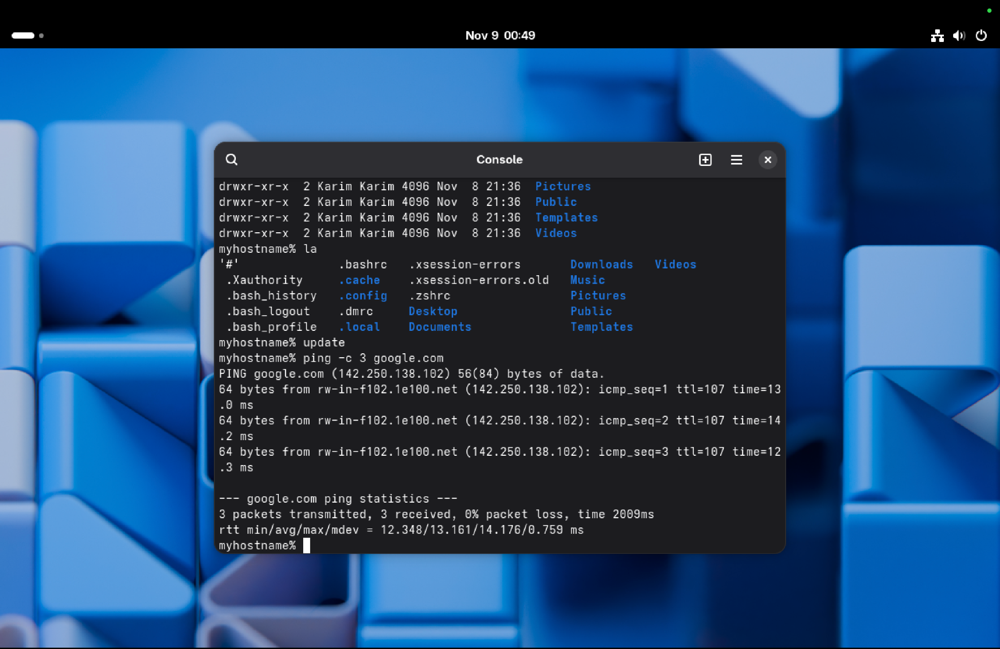 Nov 9 00:49
Console
drwxr-xr-x  2 Karim Karim 4096 Nov  8 21:36  Pictures
drwxr-xr-x  2 Karim Karim 4096 Nov  8 21:36  Public
drwxr-xr-x  2 Karim Karim 4096 Nov  8 21:36  Templates
drwxr-xr-x  2 Karim Karim 4096 Nov  8 21:36  Videos
myhostname% la
'#'              .bashrc   .xsession-errors       Downloads   Videos
 .Xauthority     .cache    .xsession-errors.old   Music
 .bash_history   .config   .zshrc                 Pictures
 .bash_logout    .dmrc     Desktop                Public
 .bash_profile   .local    Documents              Templates
myhostname% update
myhostname% ping -c 3 google.com
PING google.com (142.250.138.102) 56(84) bytes of data.
64 bytes from rw-in-f102.1e100.net (142.250.138.102): icmp_seq=1 ttl=107 time=13
.0 ms
64 bytes from rw-in-f102.1e100.net (142.250.138.102): icmp_seq=2 ttl=107 time=14
.2 ms
64 bytes from rw-in-f102.1e100.net (142.250.138.102): icmp_seq=3 ttl=107 time=12
.3 ms
--- google.com ping statistics ---
3 packets transmitted, 3 received, 0% packet loss, time 2009ms
rtt min/avg/max/mdev = 12.348/13.161/14.176/0.759 ms
myhostname%